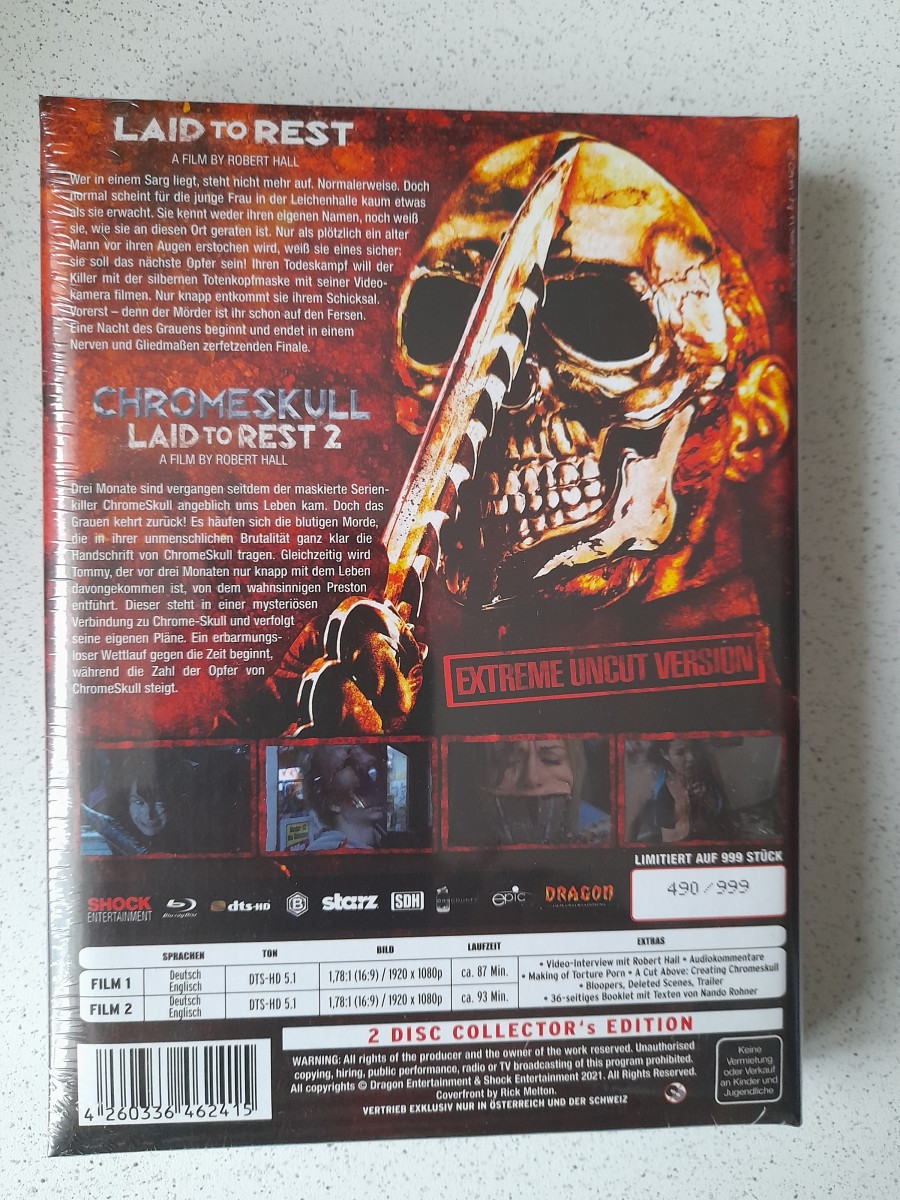 LAID TO REST
A FILM BY ROBERT HALL
Wer in einem Sarg liegt, steht nicht mehr auf. Normalerweise. Doch
normal scheint für die junge Frau in der Leichenhalle kaum etwas
als sie erwacht. Sie kennt weder ihren eigenen Namen, noch weiß
sie, wie sie an diesen Ort geraten ist. Nur als plötzlich ein alter
Mann vor ihren Augen erstochen wird, weiß sie eines sicher:
sie soll das nächste Opfer sein! Ihren Todeskampf will der
Killer mit der silbernen Totenkopfmaske mit seiner Video-
kamera filmen. Nur knapp entkommt sie ihrem Schicksal.
Vorerst – denn der Mörder ist ihr schon auf den Fersen.
Eine Nacht des Grauens beginnt und endet in einem
Nerven und Gliedmaßen zerfetzenden Finale.
CHROMESKULL
LAID TO REST 2
A FILM BY ROBERT HALL
Drei Monate sind vergangen seitdem der maskierte Serien-
killer ChromeSkull angeblich ums Leben kam. Doch das
Grauen kehrt zurück! Es häufen sich die blutigen Morde,
die in ihrer unmenschlichen Brutalität ganz klar die
Handschrift von ChromeSkull tragen. Gleichzeitig wird
Tommy, der vor drei Monaten nur knapp mit dem Leben
davongekommen ist, von dem wahnsinnigen Preston
entführt. Dieser steht in einer mysteriösen
Verbindung zu Chrome-Skull und verfolgt
seine eigenen Pläne. Ein erbarmungs-
loser Wettlauf gegen die Zeit beginnt,
während die Zahl der Opfer von
ChromeSkull steigt.
EXTREME UNCUT VERSION
LIMITIERT AUF 999 STÜCK
490/999
SHOCK ENTERTAINMENT Blu-ray Disc dts-HD B starz SDH epic DRAGON
SPRACHEN TON BILD LAUFZEIT EXTRAS
FILM 1 Deutsch Englisch DTS-HD 5.1 1,78:1 (16:9) / 1920 x 1080p ca. 87 Min.
FILM 2 Deutsch Englisch DTS-HD 5.1 1,78:1 (16:9) / 1920 x 1080p ca. 93 Min.
• Video-Interview mit Robert Hall • Audiokommentare
• Making of Torture Porn • A Cut Above: Creating Chromeskull
• Bloopers, Deleted Scenes, Trailer
• 36-seitiges Booklet mit Texten von Nando Rohner
2 DISC COLLECTOR's EDITION
WARNING: All rights of the producer and the owner of the work reserved. Unauthorised
copying, hiring, public performance, radio or TV broadcasting of this program prohibited.
All copyrights © Dragon Entertainment & Shock Entertainment 2021. All Rights Reserved.
Coverfront by Rick Melton.
VERTRIEB EXKLUSIV NUR IN ÖSTERREICH UND DER SCHWEIZ
Keine
Vermietung
oder Verkauf
an Kinder und
Jugendliche
4 260336 462415